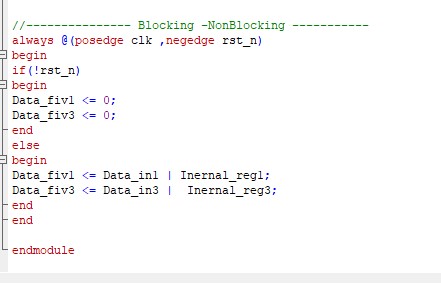 //--------------- Blocking -NonBlocking -----------
always @(posedge clk ,negedge rst_n)
begin
if(!rst_n)
begin
Data_fiv1 <= 0;
Data_fiv3 <= 0;
end
else
begin
Data_fiv1 <= Data_in1 | Inernal_reg1;
Data_fiv3 <= Data_in3 |  Inernal_reg3;
end
end
endmodule